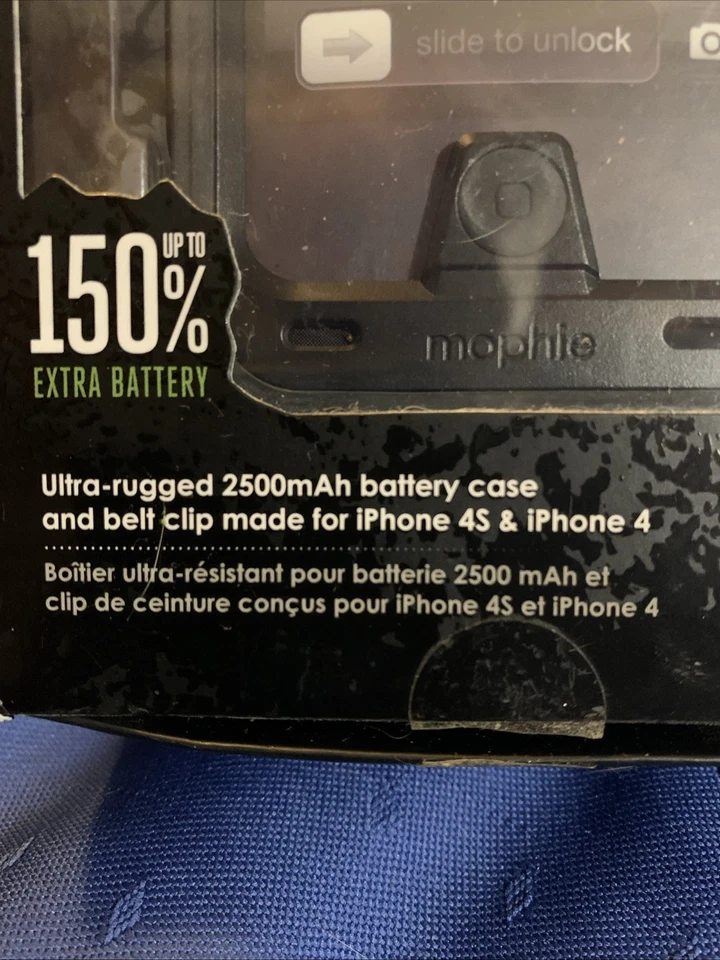 slide to unlock
UP TO
150%
EXTRA BATTERY
mophie
Ultra-rugged 2500mAh battery case
and belt clip made for iPhone 4S & iPhone 4
Boîtier ultra-résistant pour batterie 2500 mAh et
clip de ceinture conçus pour iPhone 4S et iPhone 4